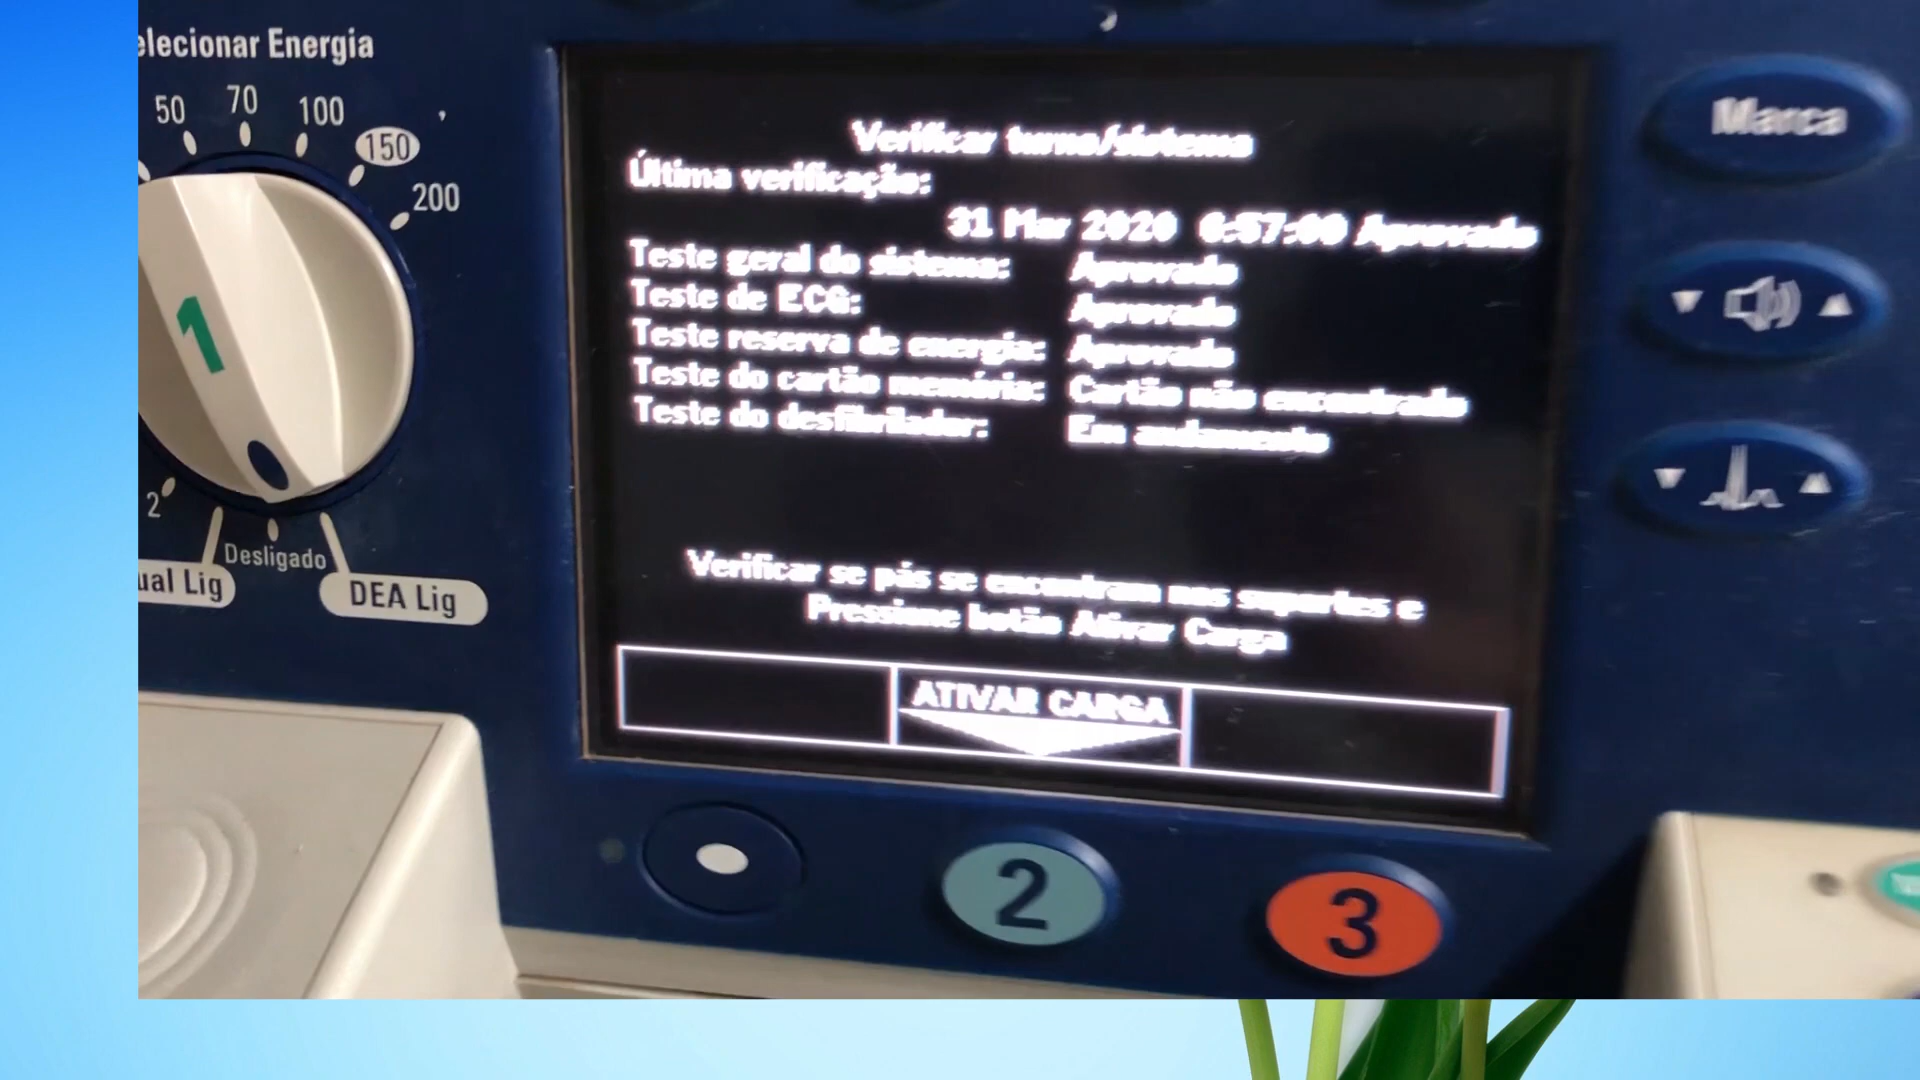 elecionar Energia
50
70
100
150
200
1
2
Desligado
ual Lig
DEA Lig
Verificar turno/sistema
Última verificação:
31 Mar 2020 6:57:00 Aprovado
Teste geral do sistema: Aprovado
Teste de ECG: Aprovado
Teste reserva de energia: Aprovado
Teste do cartão memória: Cartão não encontrado
Teste do desfibrilador: Em andamento
Verificar se pás se encontram nos suportes e
Pressione botão Ativar Carga
ATIVAR CARGA
Marca
2
3